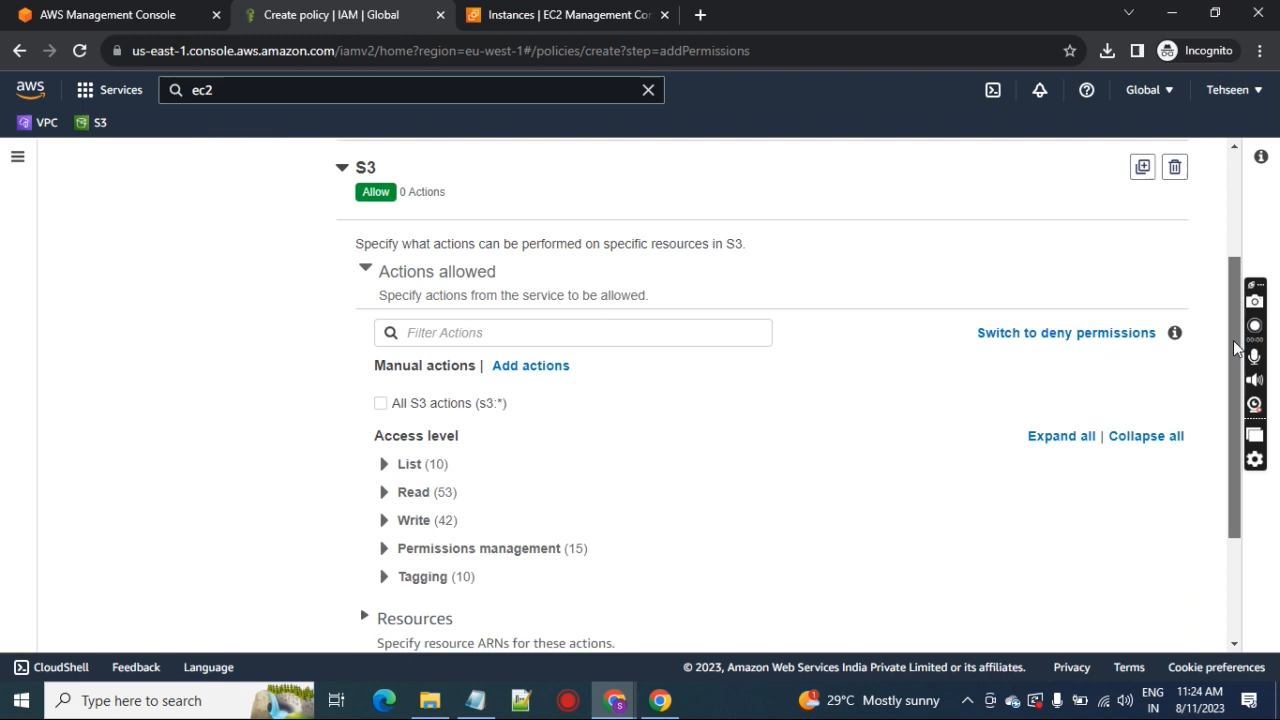 AWS Management Console
Create policy | IAM | Global
Instances | EC2 Management Con
us-east-1.console.aws.amazon.com/iamv2/home?region=eu-west-1#/policies/create?step=addPermissions
Incognito
aws
Services
ec2
Global
Tehseen
VPC
S3
S3
Allow 0 Actions
Specify what actions can be performed on specific resources in S3.
Actions allowed
Specify actions from the service to be allowed.
Filter Actions
Switch to deny permissions
Manual actions | Add actions
All S3 actions (s3:*)
Access level
Expand all | Collapse all
List (10)
Read (53)
Write (42)
Permissions management (15)
Tagging (10)
Resources
Specify resource ARNs for these actions.
CloudShell Feedback Language
© 2023, Amazon Web Services India Private Limited or its affiliates. Privacy Terms Cookie preferences
Type here to search
29°C Mostly sunny
ENG
IN
11:24 AM
8/11/2023